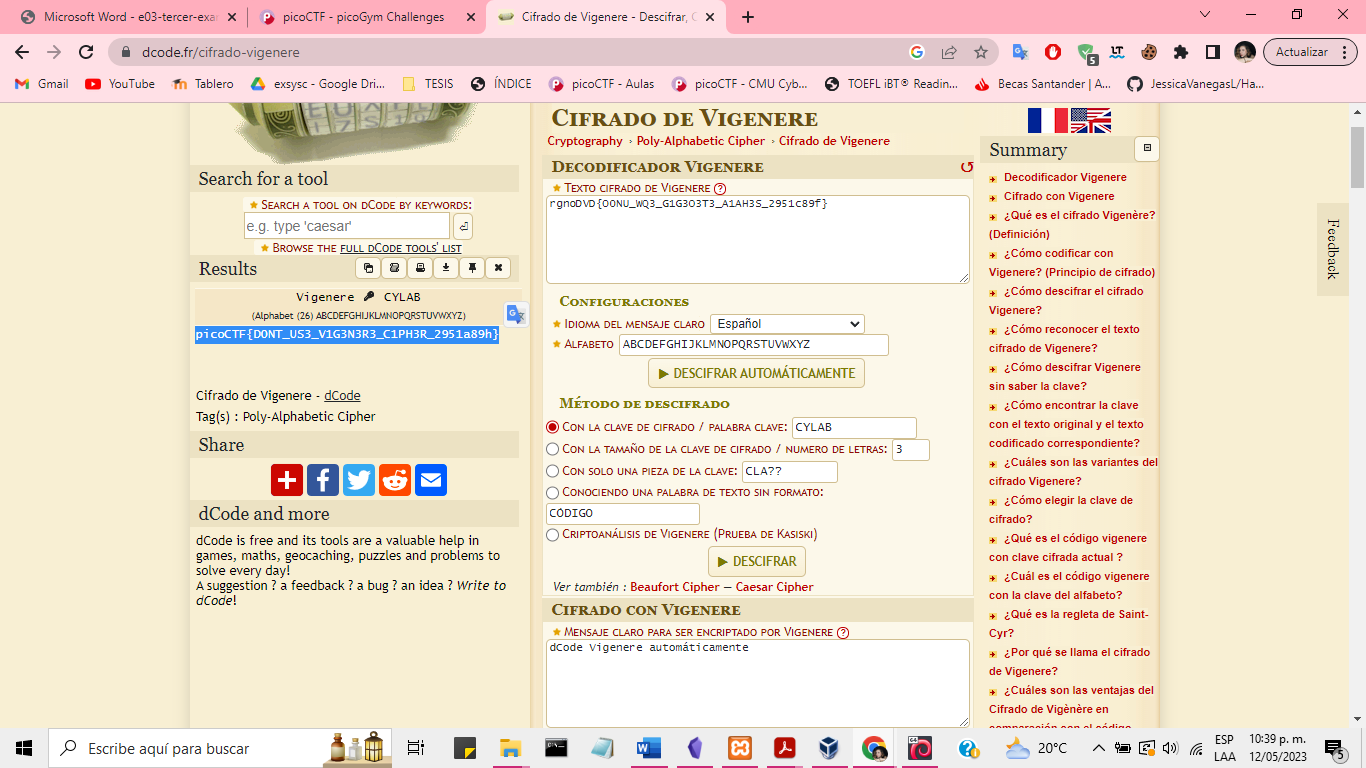 Microsoft Word - e03-tercer-exa
picoCTF - picoGym Challenges
Cifrado de Vigenere - Descifrar, C
dcode.fr/cifrado-vigenere
5
Actualizar
Gmail
YouTube
Tablero
exsysc - Google Dri...
TESIS
ÍNDICE
picoCTF - Aulas
picoCTF - CMU Cyb...
TOEFL iBT® Readin...
Becas Santander | A...
JessicaVanegasL/Ha...
Search for a tool
Search a tool on dCode by keywords:
e.g. type 'caesar'
Browse the full dCode tools' list
Results
Vigenere CYLAB
(Alphabet (26) ABCDEFGHIJKLMNOPQRSTUVWXYZ)
picoCTF{D0NT_US3_V1G3N3R3_C1PH3R_2951a89h}
Cifrado de Vigenere - dCode
Tag(s) : Poly-Alphabetic Cipher
Share
dCode and more
dCode is free and its tools are a valuable help in
games, maths, geocaching, puzzles and problems to
solve every day!
A suggestion ? a feedback ? a bug ? an idea ? Write to
dCode!
Cifrado de Vigenere
Cryptography › Poly-Alphabetic Cipher › Cifrado de Vigenere
Decodificador Vigenere
Texto cifrado de Vigenere
rgnoDVD{O0NU_WQ3_G1G3O3T3_A1AH3S_2951c89f}
Configuraciones
Idioma del mensaje claro Español
Alfabeto ABCDEFGHIJKLMNOPQRSTUVWXYZ
► DESCIFRAR AUTOMÁTICAMENTE
Método de descifrado
Con la clave de cifrado / palabra clave: CYLAB
Con la tamaño de la clave de cifrado / numero de letras: 3
Con solo una pieza de la clave: CLA??
Conociendo una palabra de texto sin formato:
CÓDIGO
Criptoanálisis de Vigenere (Prueba de Kasiski)
► DESCIFRAR
Ver también : Beaufort Cipher — Caesar Cipher
Cifrado con Vigenere
Mensaje claro para ser encriptado por Vigenere
dCode Vigenere automáticamente
Summary
Decodificador Vigenere
Cifrado con Vigenere
¿Qué es el cifrado Vigenère?
(Definición)
¿Cómo codificar con
Vigenere? (Principio de cifrado)
¿Cómo descifrar el cifrado
Vigenere?
¿Cómo reconocer el texto
cifrado de Vigenere?
¿Cómo descifrar Vigenere
sin saber la clave?
¿Cómo encontrar la clave
con el texto original y el texto
codificado correspondiente?
¿Cuáles son las variantes del
cifrado Vigenere?
¿Cómo elegir la clave de
cifrado?
¿Qué es el código vigenere
con clave cifrada actual ?
¿Cuál es el código vigenere
con la clave del alfabeto?
¿Qué es la regleta de Saint-
Cyr?
¿Por qué se llama el cifrado
de Vigenere?
¿Cuáles son las ventajas del
Cifrado de Vigènère en
comparación con el código
Feedback
Escribe aquí para buscar
20°C
ESP
LAA
10:39 p. m.
12/05/2023
5